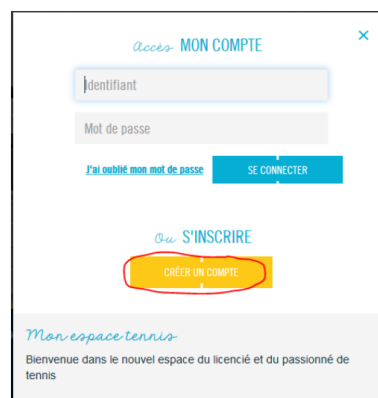 Accès MON COMPTE
Identifiant
Mot de passe
J'ai oublié mon mot de passe SE CONNECTER
Ou S'INSCRIRE
CRÉER UN COMPTE
Mon espace tennis
Bienvenue dans le nouvel espace du licencié et du passionné de
tennis